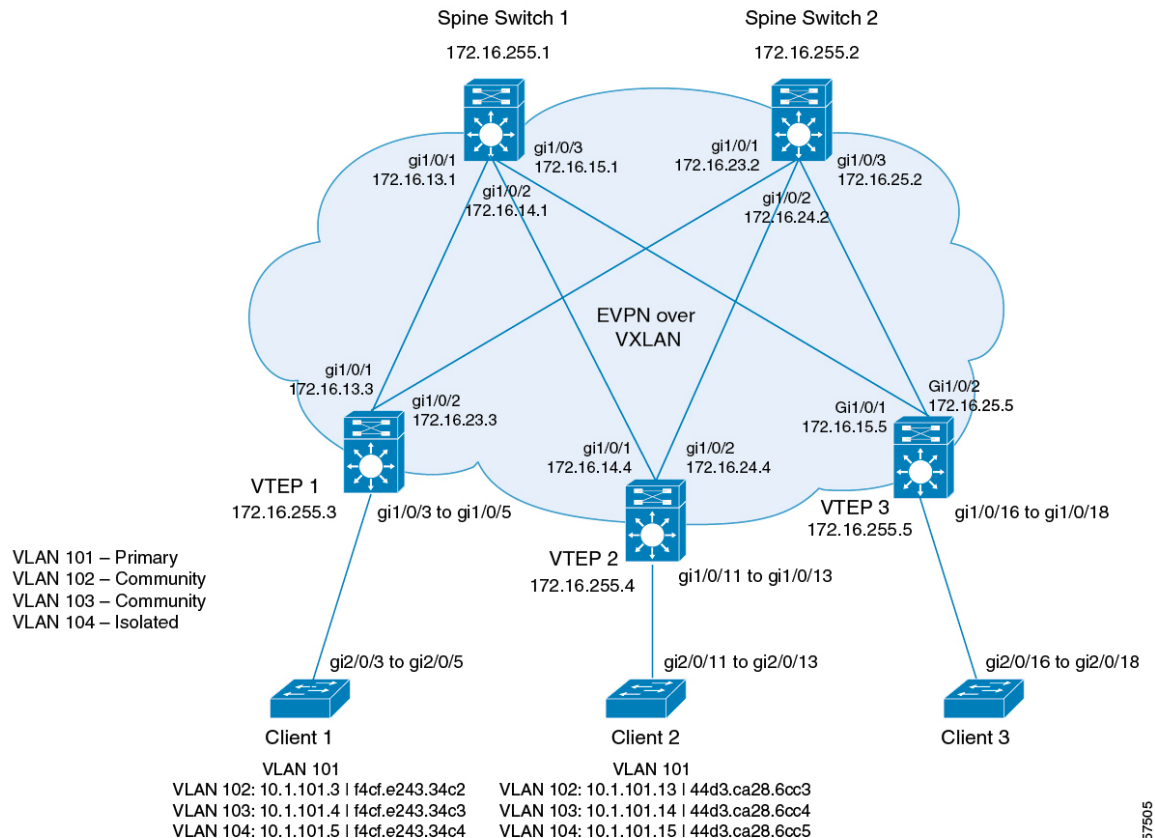 Spine Switch 1
172.16.255.1
Spine Switch 2
172.16.255.2
gi1/0/1
172.16.13.1
gi1/0/3
172.16.15.1
gi1/0/2
172.16.14.1
gi1/0/1
172.16.23.2
gi1/0/3
172.16.25.2
gi1/0/2
172.16.24.2
EVPN over
VXLAN
gi1/0/1
172.16.13.3
gi1/0/2
172.16.23.3
gi1/0/1
172.16.14.4
gi1/0/2
172.16.24.4
Gi1/0/1
172.16.15.5
Gi1/0/2
172.16.25.5
VTEP 1
172.16.255.3
gi1/0/3 to gi1/0/5
VTEP 2
172.16.255.4
gi1/0/11 to gi1/0/13
VTEP 3
172.16.255.5
gi1/0/16 to gi1/0/18
VLAN 101 – Primary
VLAN 102 – Community
VLAN 103 – Community
VLAN 104 – Isolated
gi2/0/3 to gi2/0/5
gi2/0/11 to gi2/0/13
gi2/0/16 to gi2/0/18
Client 1
VLAN 101
VLAN 102: 10.1.101.3 | f4cf.e243.34c2
VLAN 103: 10.1.101.4 | f4cf.e243.34c3
VLAN 104: 10.1.101.5 | f4cf.e243.34c4
Client 2
VLAN 101
VLAN 102: 10.1.101.13 | 44d3.ca28.6cc3
VLAN 103: 10.1.101.14 | 44d3.ca28.6cc4
VLAN 104: 10.1.101.15 | 44d3.ca28.6cc5
Client 3